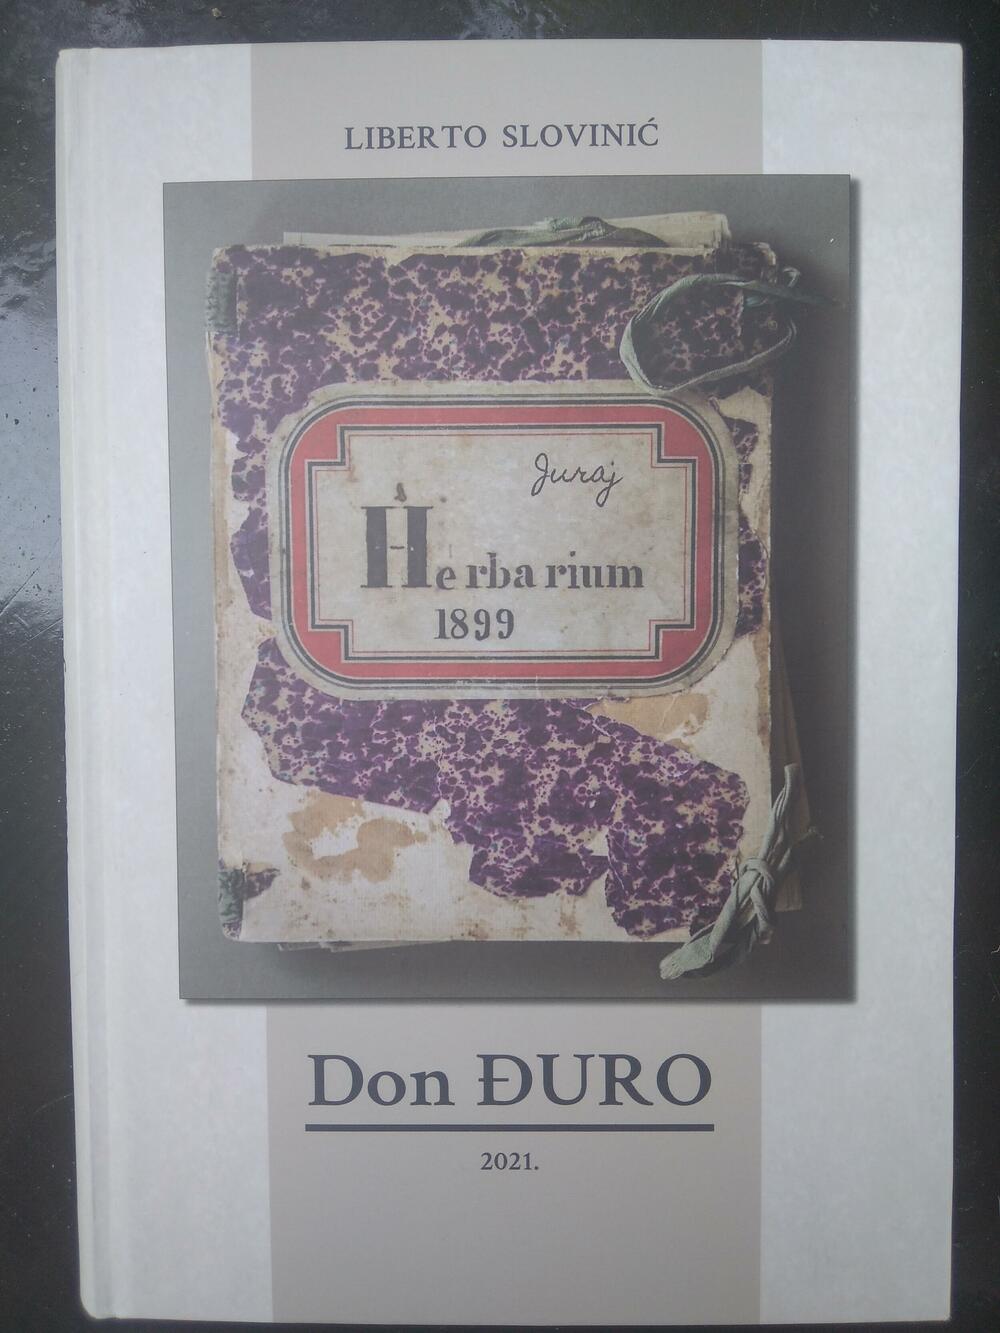 LIBERTO SLOVINIĆ
Juraj
Herbarium
1899
Don ĐURO
2021.